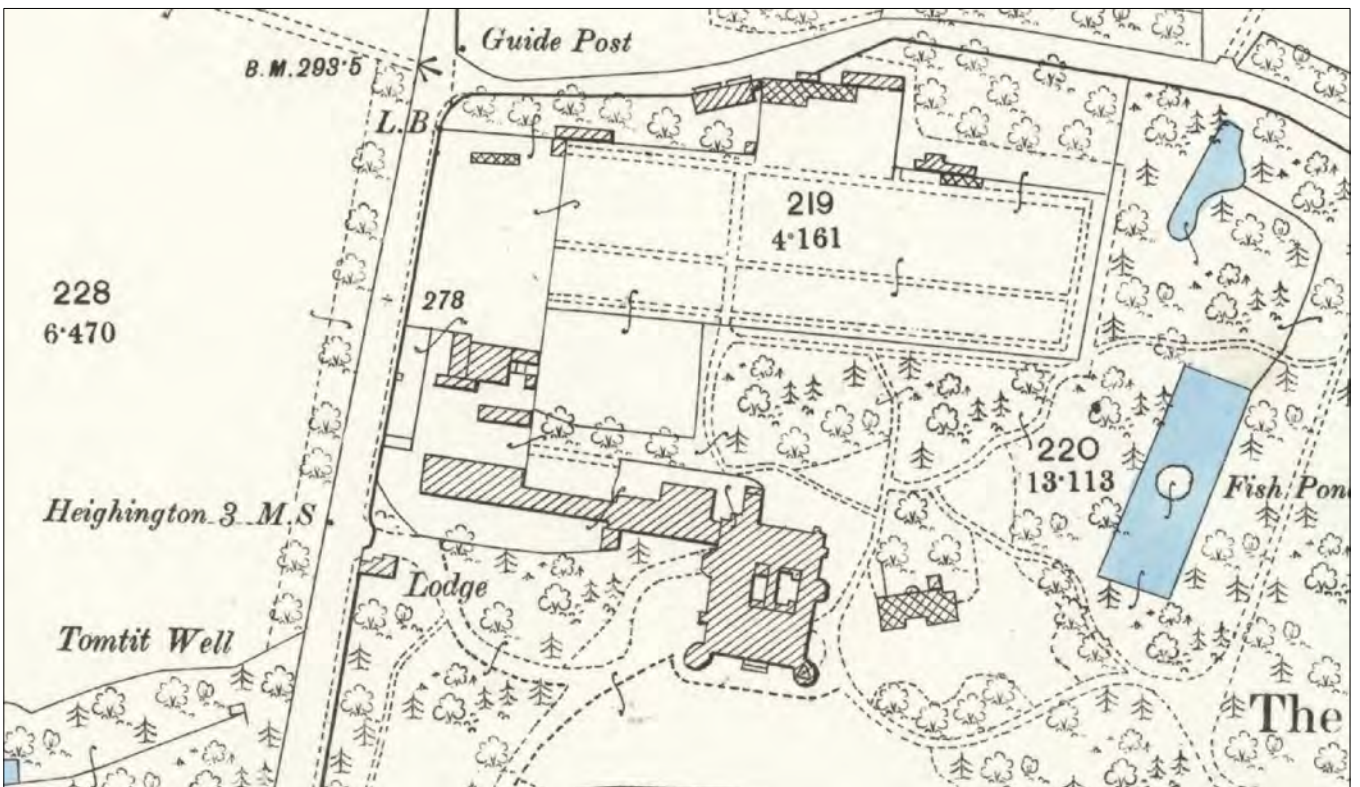 Guide Post
B.M.293·5
L.B.
219
4·161
228
6·470
278
220
13·113
Fish Pon
Heighington 3 M.S
Lodge
Tomtit Well
The